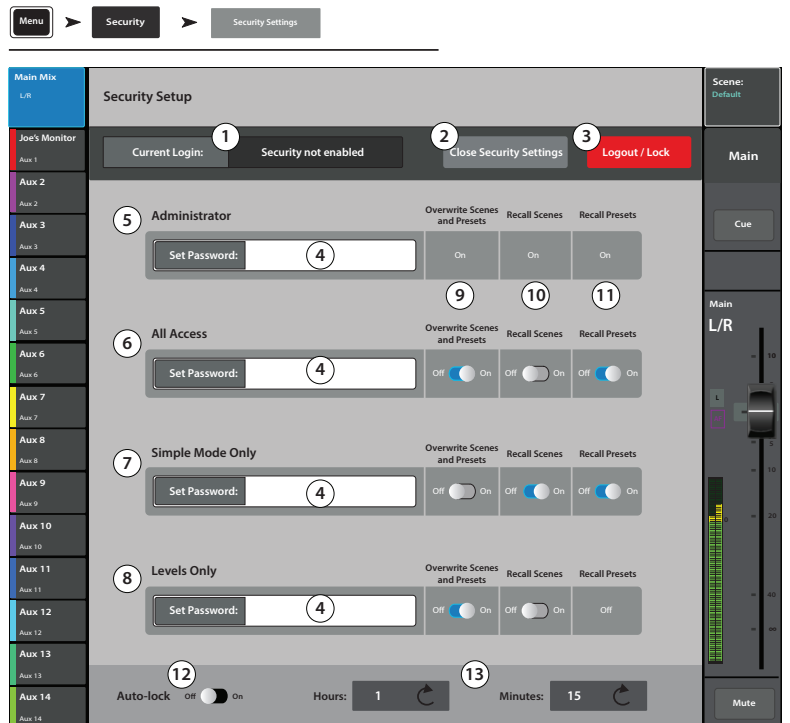 Menu Security Security Settings
Main Mix
L/R
Security Setup
Scene:
Default
Joe's Monitor
Aux 1
1
2
3
Current Login: Security not enabled Close Security Settings Logout / Lock
Main
Aux 2
Aux 2
Aux 3
Aux 3
Cue
5 Administrator Overwrite Scenes and Presets Recall Scenes Recall Presets
Set Password: 4 On On On
Aux 4
Aux 4
9 10 11
Main
L/R
Aux 5
Aux 5
6 All Access Overwrite Scenes and Presets Recall Scenes Recall Presets
Aux 6
Aux 6
10
Set Password: 4 Off On Off On Off On
Aux 7
Aux 7
L
Aux 8
Aux 8
5
7 Simple Mode Only Overwrite Scenes and Presets Recall Scenes Recall Presets
10
Aux 9
Aux 9
Set Password: 4 Off On Off On Off On
Aux 10
Aux 10
20
0
Aux 11
Aux 11
8 Levels Only Overwrite Scenes and Presets Recall Scenes Recall Presets
40
Aux 12
Aux 12
Set Password: 4 Off On Off On Off
∞
Aux 13
Aux 13
12 13
Aux 14
Aux 14
Auto-lock Off On Hours: 1 Minutes: 15
Mute